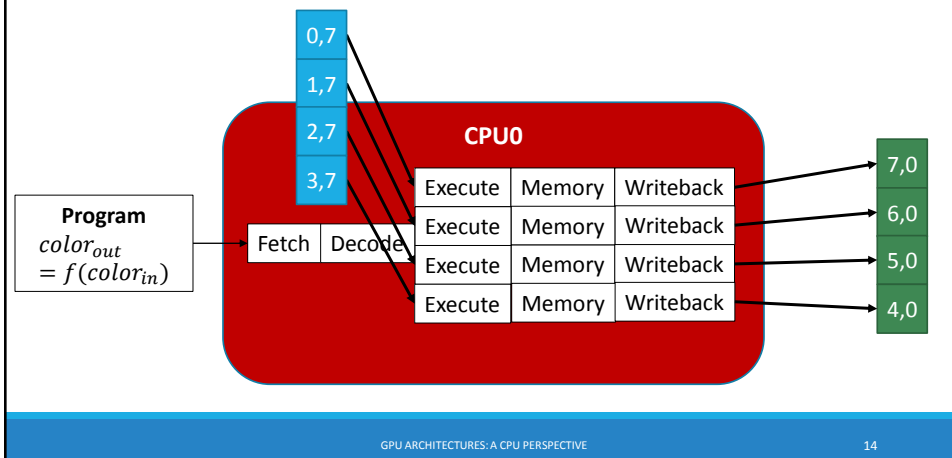 0,7
1,7
2,7
3,7
CPU0
Program
color_out
= f(color_in)
Fetch Decode
Execute Memory Writeback
Execute Memory Writeback
Execute Memory Writeback
Execute Memory Writeback
7,0
6,0
5,0
4,0
GPU ARCHITECTURES: A CPU PERSPECTIVE 14